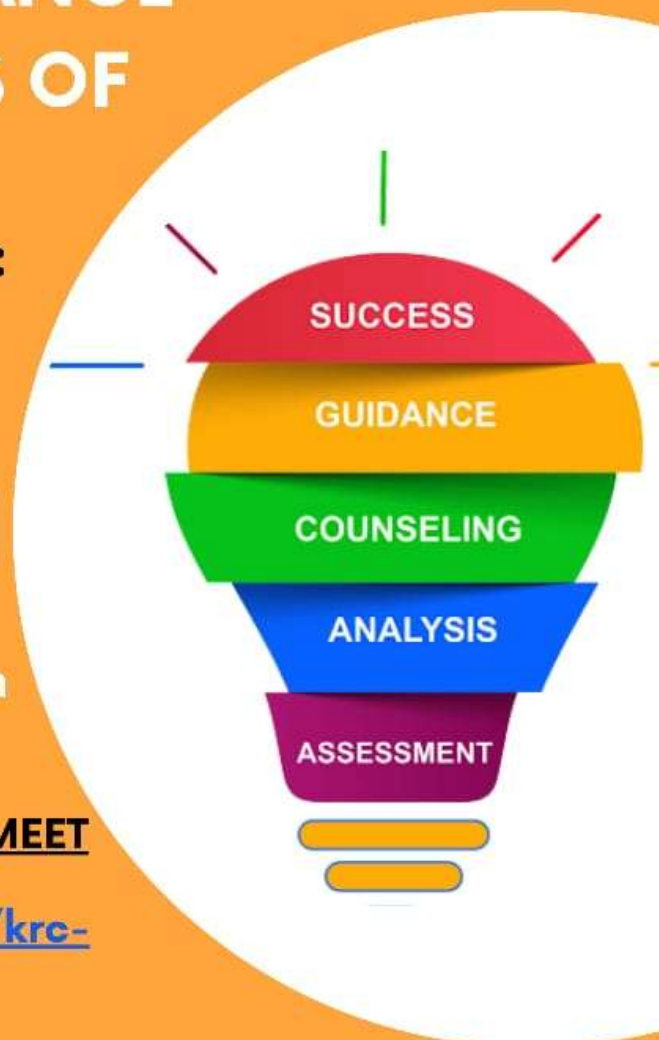 OF
SUCCESS
GUIDANCE
COUNSELING
ANALYSIS
ASSESSMENT
MEET
/krc-